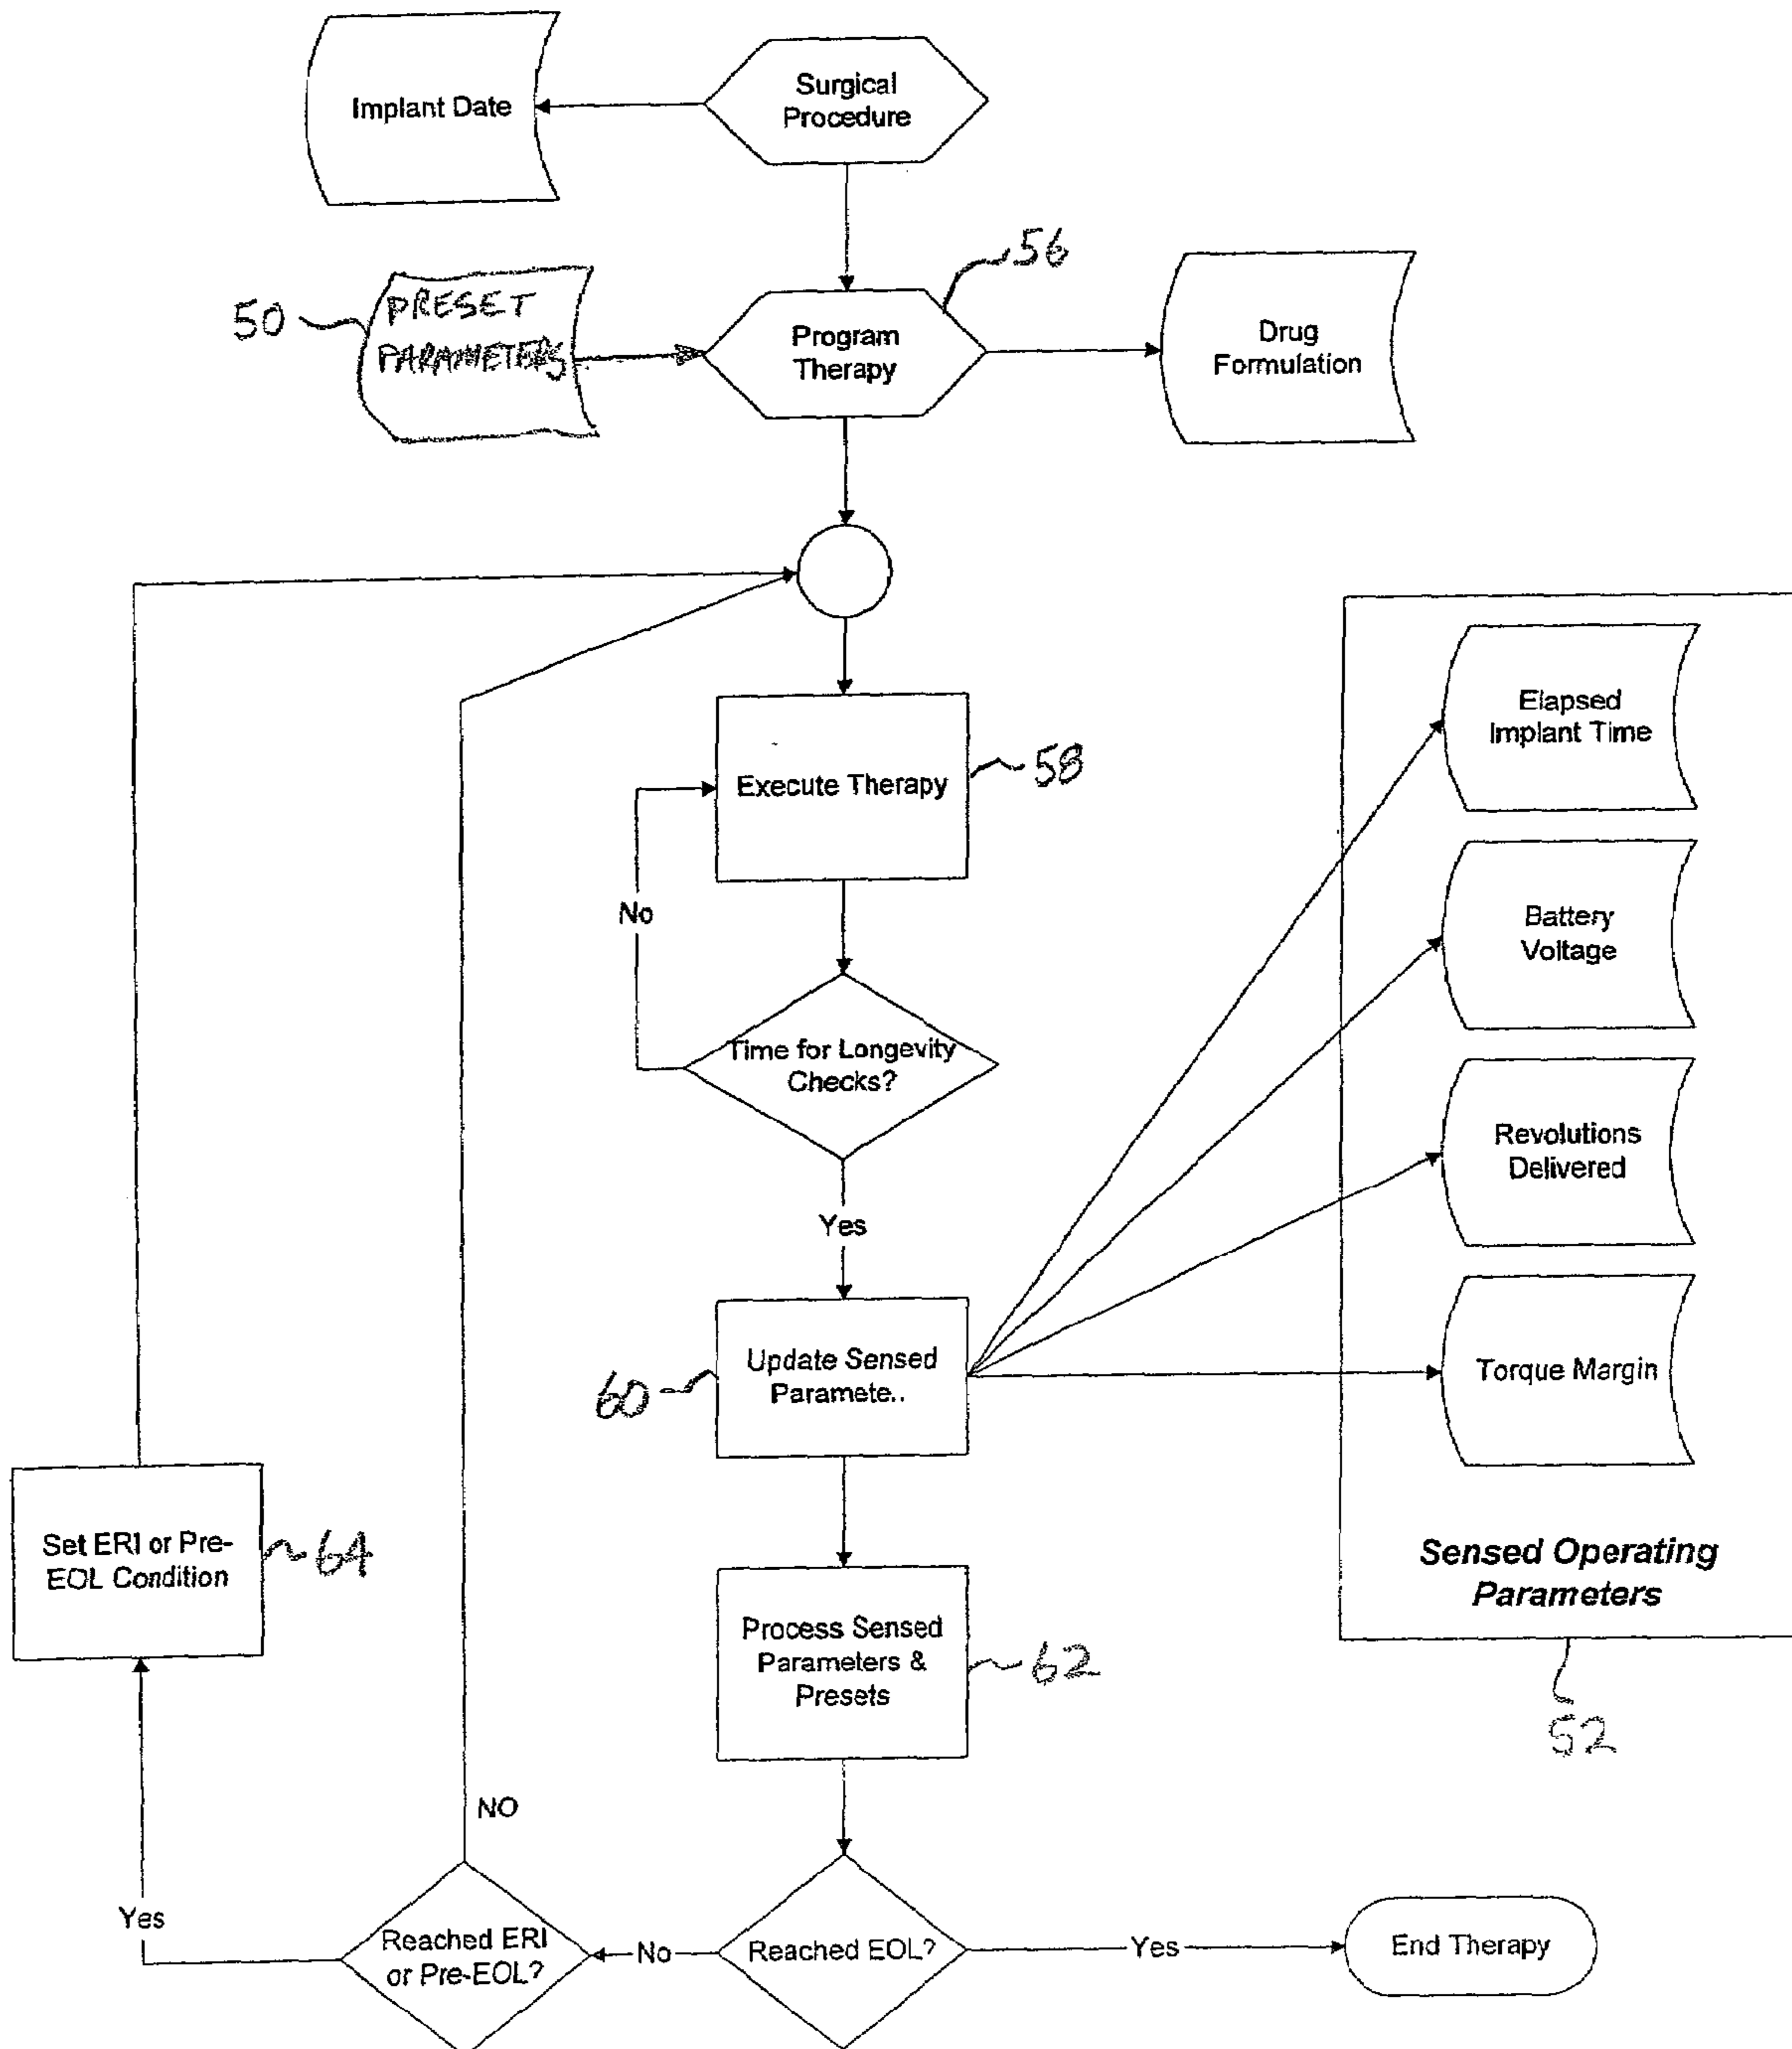 Surgical
Procedure
Implant Date
56
50
PRESET
PARAMETERS
Program
Therapy
Drug
Formulation
Execute Therapy
58
No
Time for Longevity
Checks?
Yes
Elapsed
Implant Time
Battery
Voltage
Revolutions
Delivered
Torque Margin
Sensed Operating
Parameters
52
Update Sensed
Paramete..
60
Process Sensed
Parameters &
Presets
62
Set ERI or Pre-
EOL Condition
64
NO
Yes
Reached ERI
or Pre-EOL?
No
Reached EOL?
Yes
End Therapy